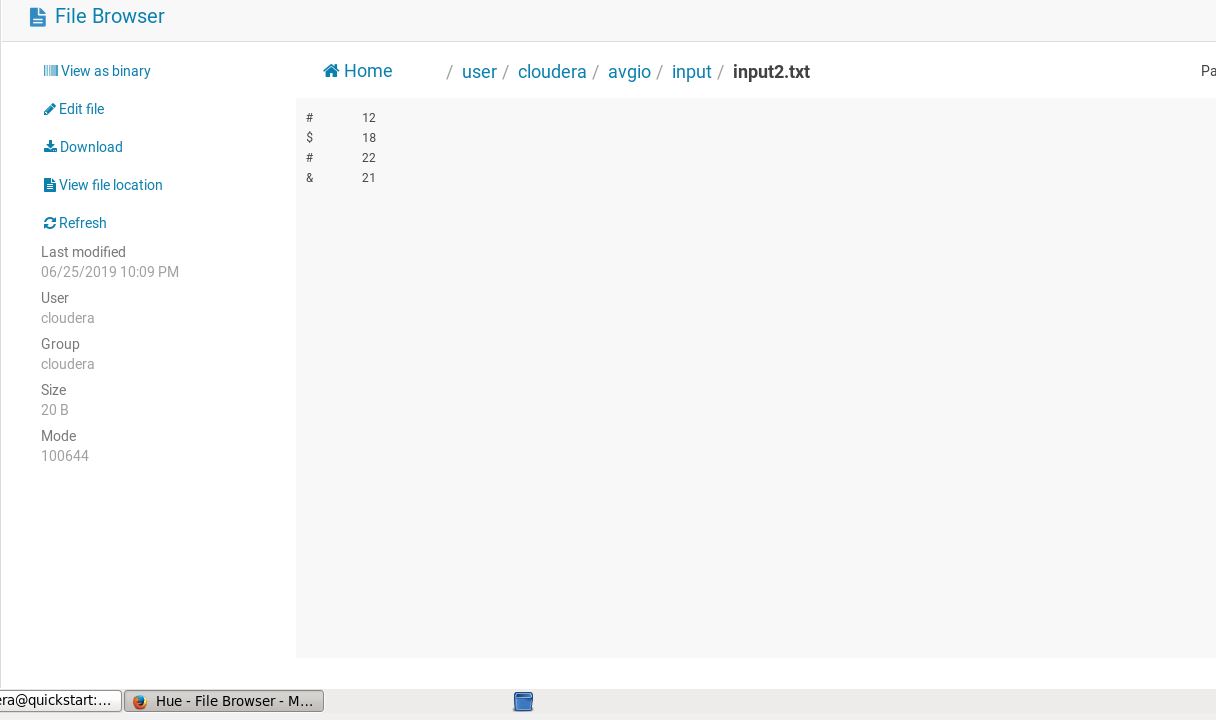 File Browser
View as binary
Edit file
Download
View file location
Refresh
Last modified
06/25/2019 10:09 PM
User
cloudera
Group
cloudera
Size
20 B
Mode
100644
Home / user / cloudera / avgio / input / input2.txt
Pa
# 12
$ 18
# 22
& 21
era@quickstart:...
Hue - File Browser - M...